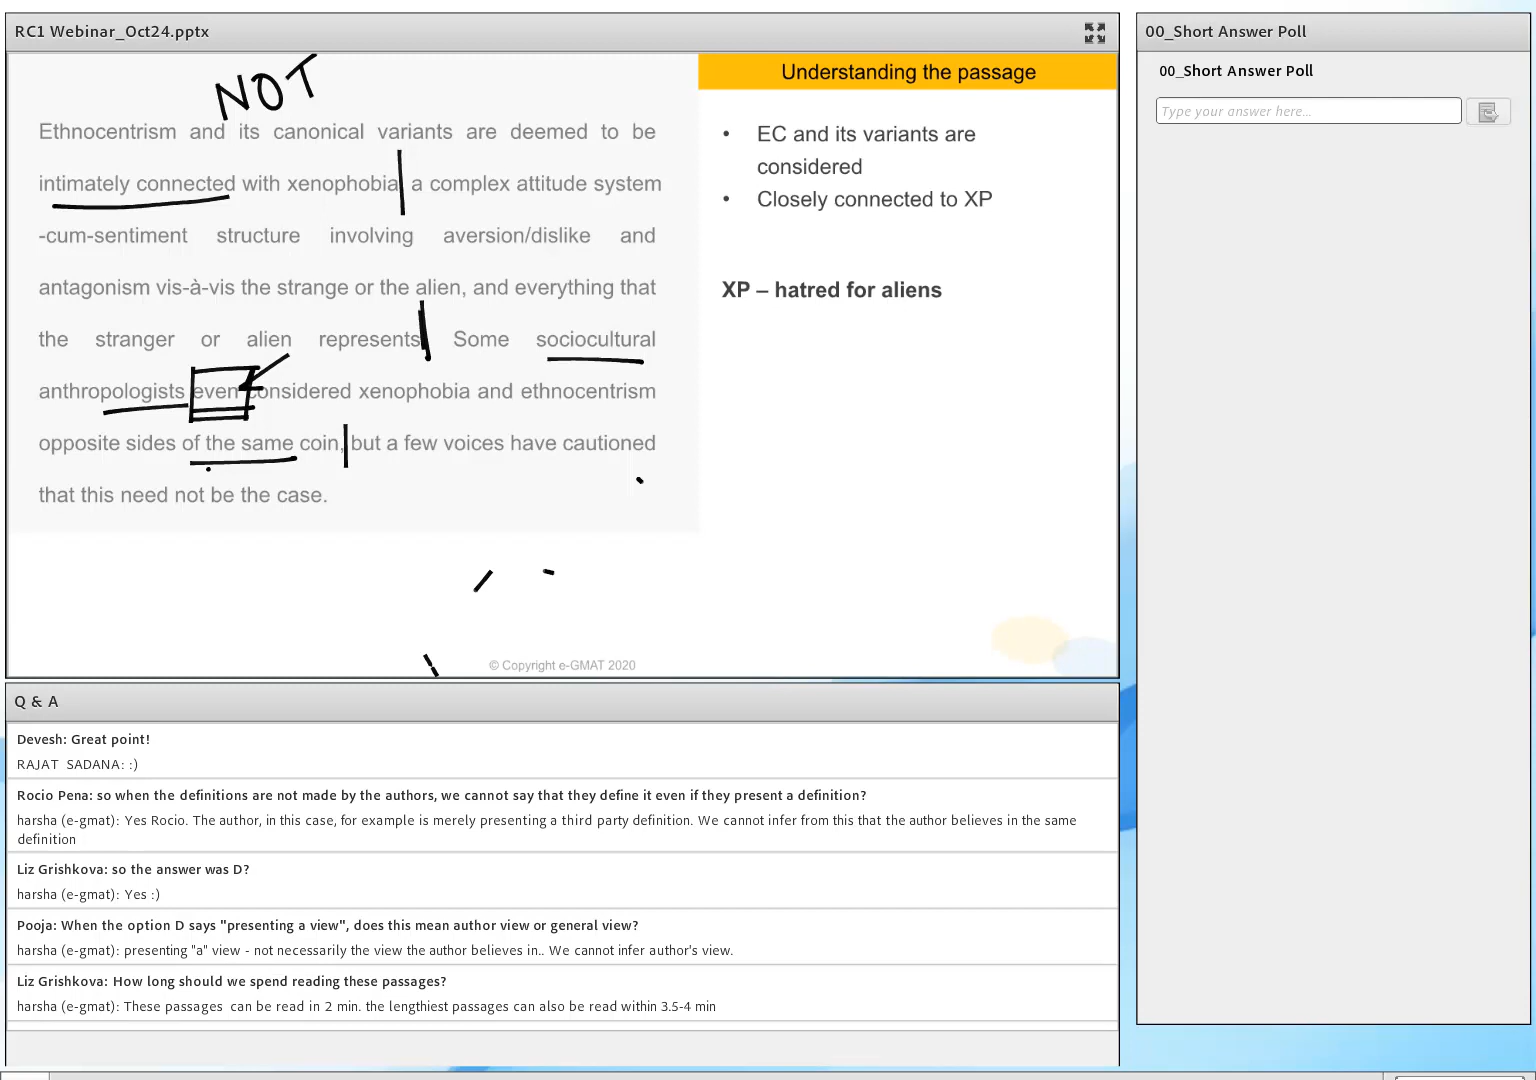 RC1 Webinar_Oct24.pptx
NOT
Ethnocentrism and its canonical variants are deemed to be
intimately connected with xenophobia, a complex attitude system
-cum-sentiment structure involving aversion/dislike and
antagonism vis-à-vis the strange or the alien, and everything that
the stranger or alien represents. Some sociocultural
anthropologists even considered xenophobia and ethnocentrism
opposite sides of the same coin, but a few voices have cautioned
that this need not be the case.
Understanding the passage
• EC and its variants are
considered
• Closely connected to XP
XP – hatred for aliens
© Copyright e-GMAT 2020
00_Short Answer Poll
00_Short Answer Poll
Type your answer here...
Q & A
Devesh: Great point!
RAJAT SADANA: :)
Rocio Pena: so when the definitions are not made by the authors, we cannot say that they define it even if they present a definition?
harsha (e-gmat): Yes Rocio. The author, in this case, for example is merely presenting a third party definition. We cannot infer from this that the author believes in the same
definition
Liz Grishkova: so the answer was D?
harsha (e-gmat): Yes :)
Pooja: When the option D says "presenting a view", does this mean author view or general view?
harsha (e-gmat): presenting "a" view - not necessarily the view the author believes in.. We cannot infer author's view.
Liz Grishkova: How long should we spend reading these passages?
harsha (e-gmat): These passages can be read in 2 min. the lengthiest passages can also be read within 3.5-4 min